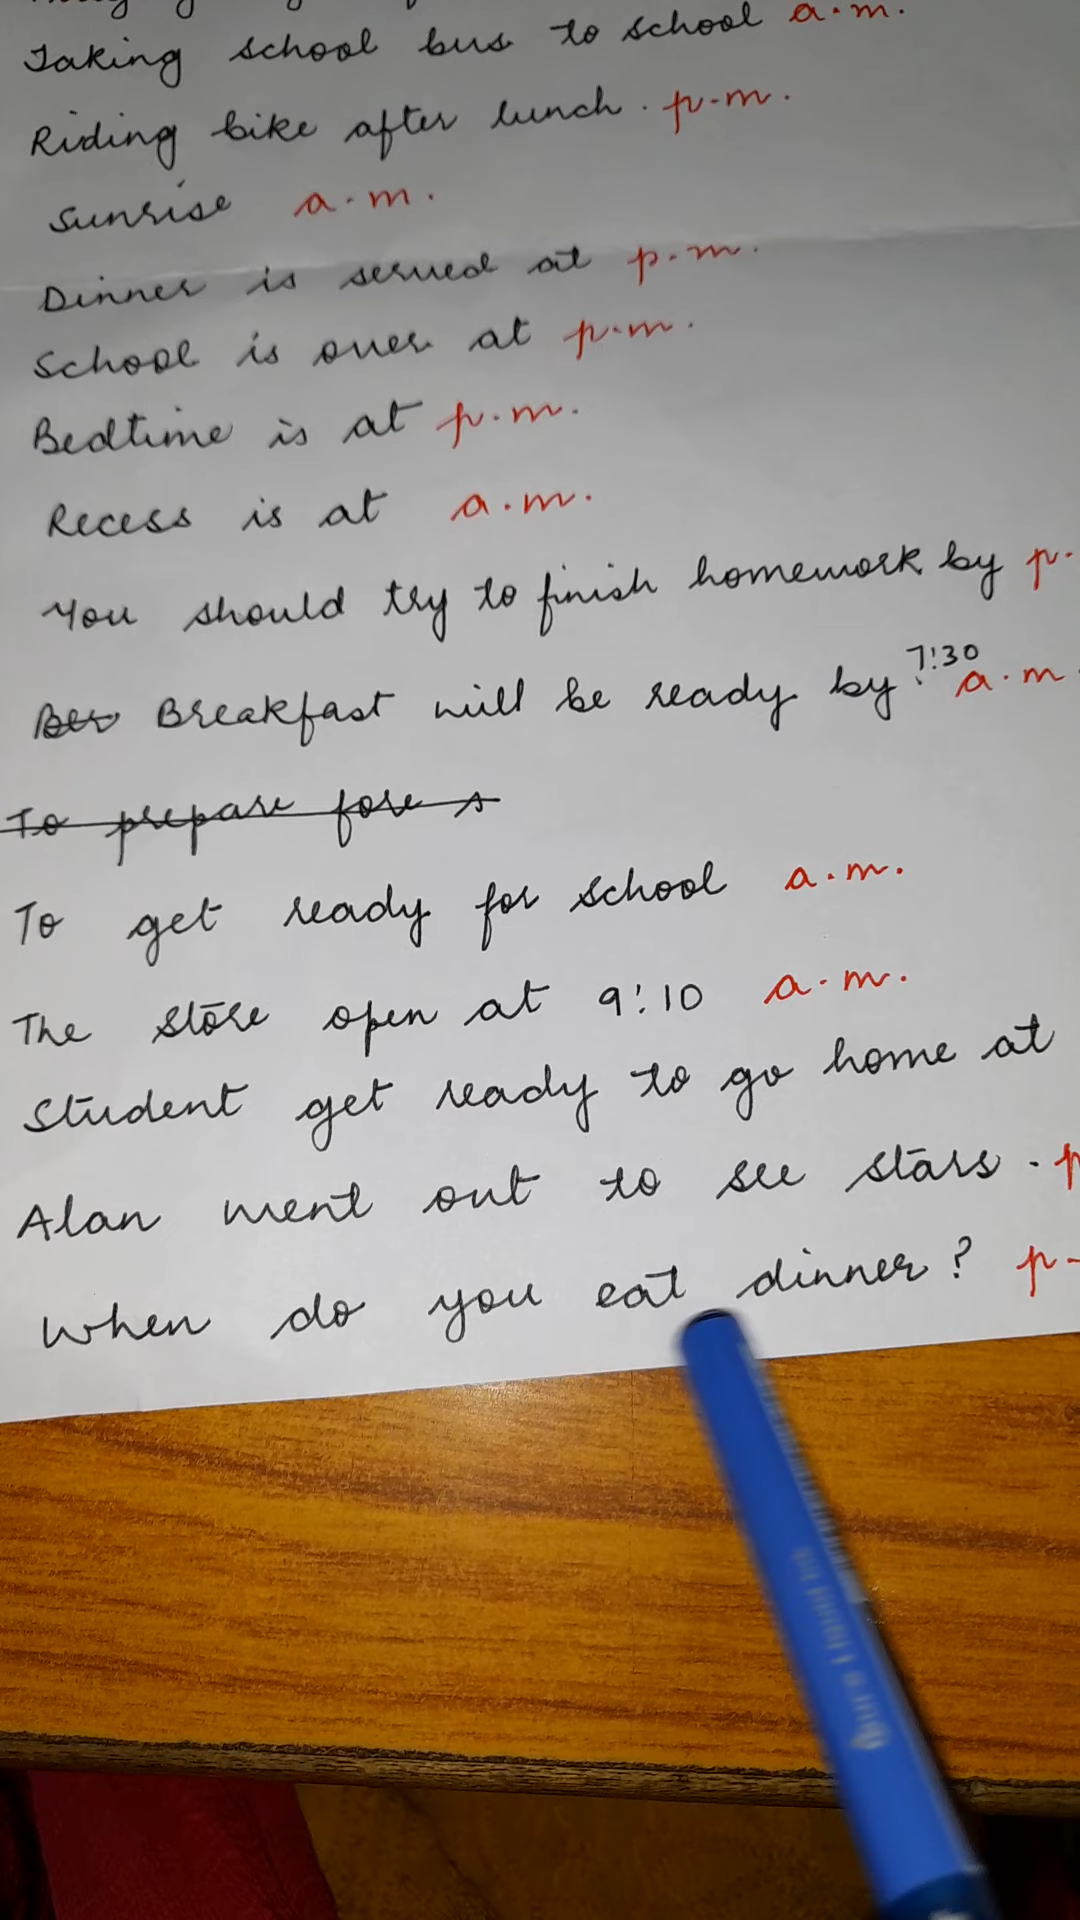 Taking school bus to school a.m.
Riding bike after lunch. p.m.
Sunrise a.m.
Dinner is served at p.m.
School is over at p.m.
Bedtime is at p.m.
Recess is at a.m.
You should try to finish homework by p.
Breakfast will be ready by 7:30 a.m.
To prepare fore s
To get ready for school a.m.
The store open at 9:10 a.m.
Student get ready to go home at
Alan went out to see stars. p
When do you eat dinner? p-